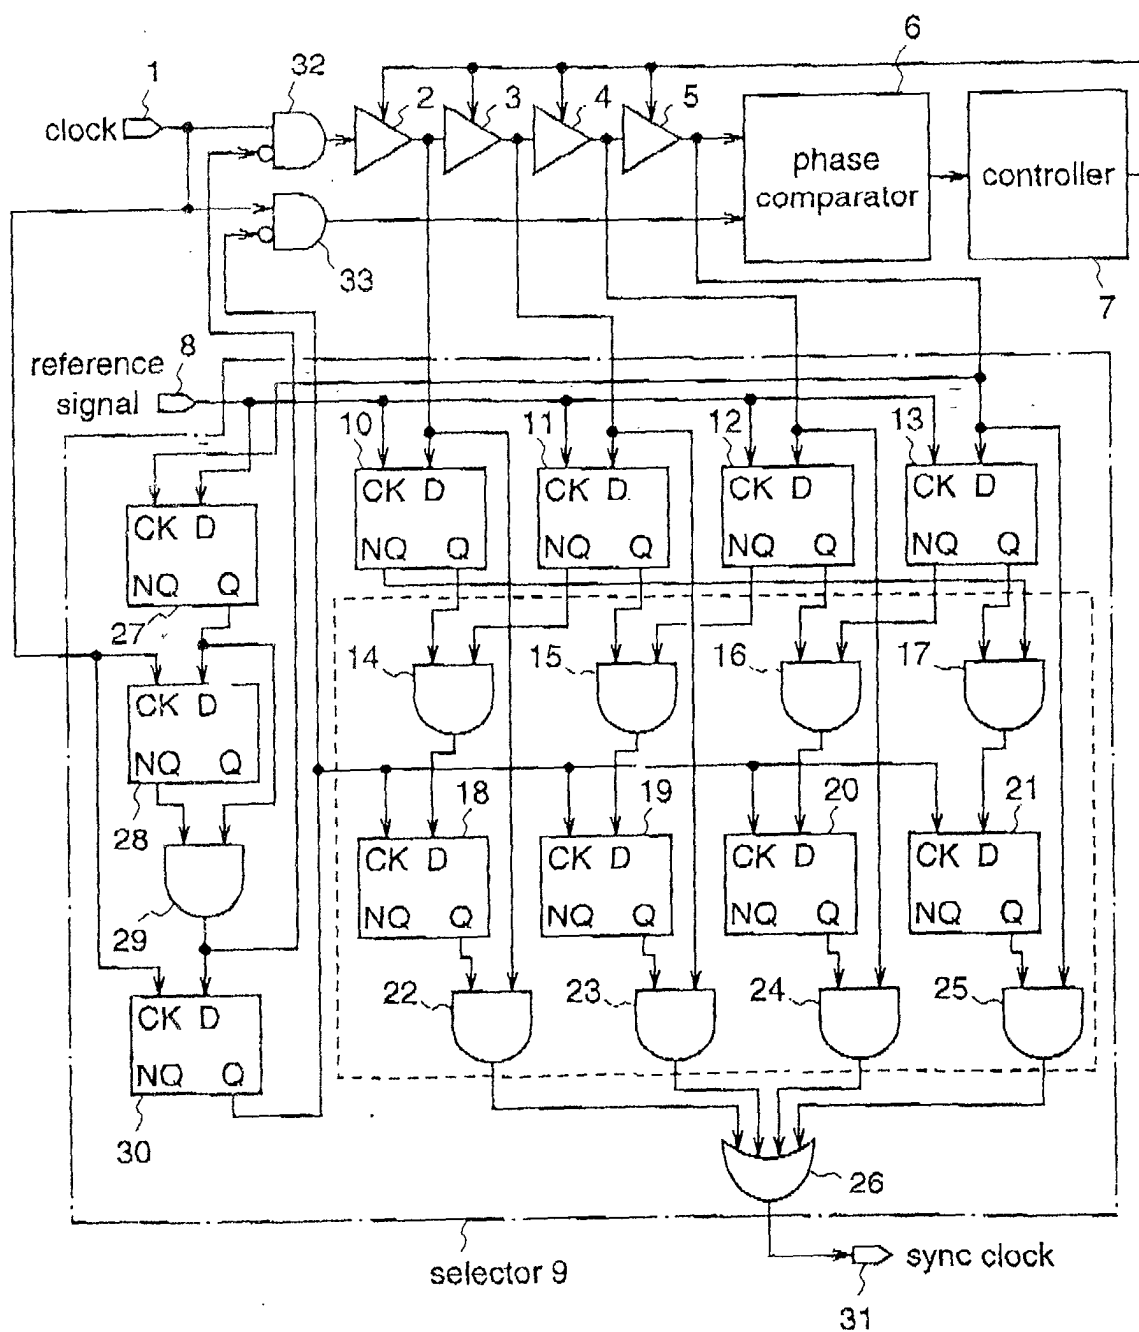 6
1
32
clock
2
3
4
5
phase
comparator
controller
33
7
reference
signal
8
10
11
12
13
CK D
NQ Q
CK D
NQ Q
CK D
NQ Q
CK D
NQ Q
CK D
NQ Q
27
14
15
16
17
CK D
NQ Q
28
18
19
20
21
CK D
NQ Q
CK D
NQ Q
CK D
NQ Q
CK D
NQ Q
29
22
23
24
25
CK D
NQ Q
30
26
selector 9
sync clock
31